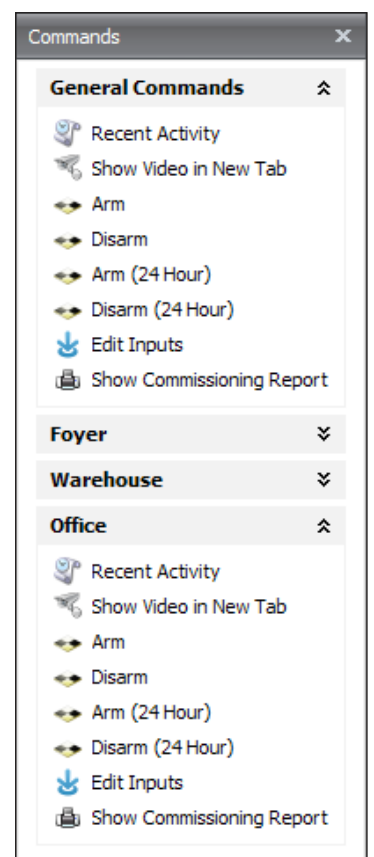 Commands
General Commands
Recent Activity
Show Video in New Tab
Arm
Disarm
Arm (24 Hour)
Disarm (24 Hour)
Edit Inputs
Show Commissioning Report
Foyer
Warehouse
Office
Recent Activity
Show Video in New Tab
Arm
Disarm
Arm (24 Hour)
Disarm (24 Hour)
Edit Inputs
Show Commissioning Report